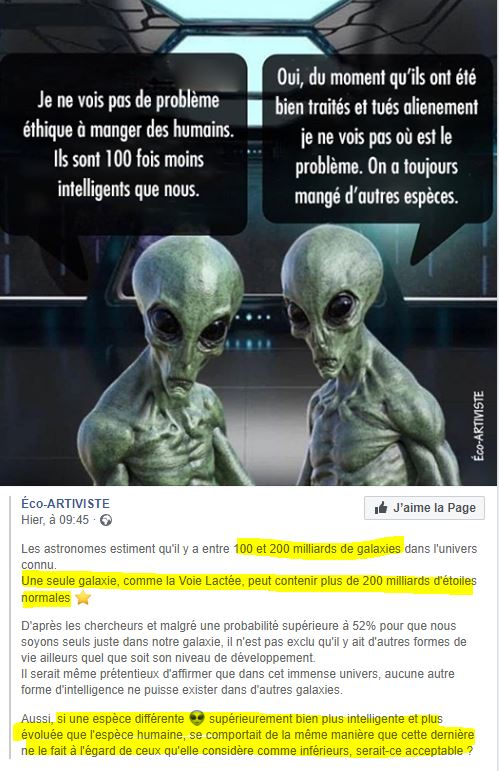 Je ne vois pas de problème
éthique à manger des humains.
Ils sont 100 fois moins
intelligents que nous.
Oui, du moment qu'ils ont été
bien traités et tués alienement
je ne vois pas où est le
problème. On a toujours
mangé d'autres espèces.
Éco-ARTIVISTE
Éco-ARTIVISTE
Hier, à 09:45 ·
J'aime la Page
Les astronomes estiment qu'il y a entre 100 et 200 milliards de galaxies dans l'univers
connu.
Une seule galaxie, comme la Voie Lactée, peut contenir plus de 200 milliards d'étoiles
normales ⭐
D'après les chercheurs et malgré une probabilité supérieure à 52% pour que nous
soyons seuls juste dans notre galaxie, il n'est pas exclu qu'il y ait d'autres formes de
vie ailleurs quel que soit son niveau de développement.
Il serait même prétentieux d'affirmer que dans cet immense univers, aucune autre
forme d'intelligence ne puisse exister dans d'autres galaxies.
Aussi, si une espèce différente 👽 supérieurement bien plus intelligente et plus
évoluée que l'espèce humaine, se comportait de la même manière que cette dernière
ne le fait à l'égard de ceux qu'elle considère comme inférieurs, serait-ce acceptable ?